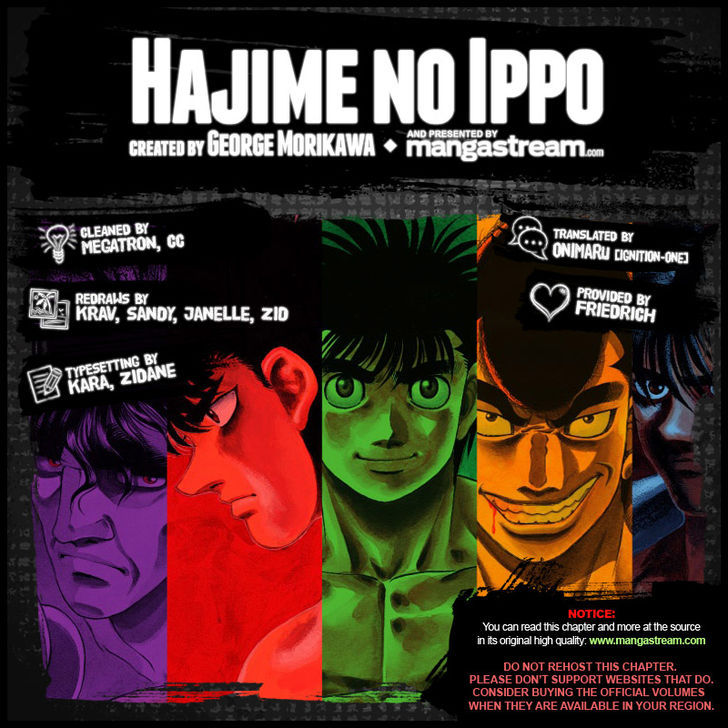 HAJIME NO IPPO
CREATED BY GEORGE MORIKAWA ◆ AND PRESENTED BY mangastream.com
CLEANED BY
MEGATRON, CC
REDRAWS BY
KRAV, SANDY, JANELLE, ZID
TYPESETTING BY
KARA, ZIDANE
TRANSLATED BY
ONIMARU [IGNITION-ONE]
PROVIDED BY
FRIEDRICH
NOTICE:
You can read this chapter and more at the source
in its original high quality: www.mangastream.com
DO NOT REHOST THIS CHAPTER.
PLEASE DON'T SUPPORT WEBSITES THAT DO.
CONSIDER BUYING THE OFFICIAL VOLUMES
WHEN THEY ARE AVAILABLE IN YOUR REGION.